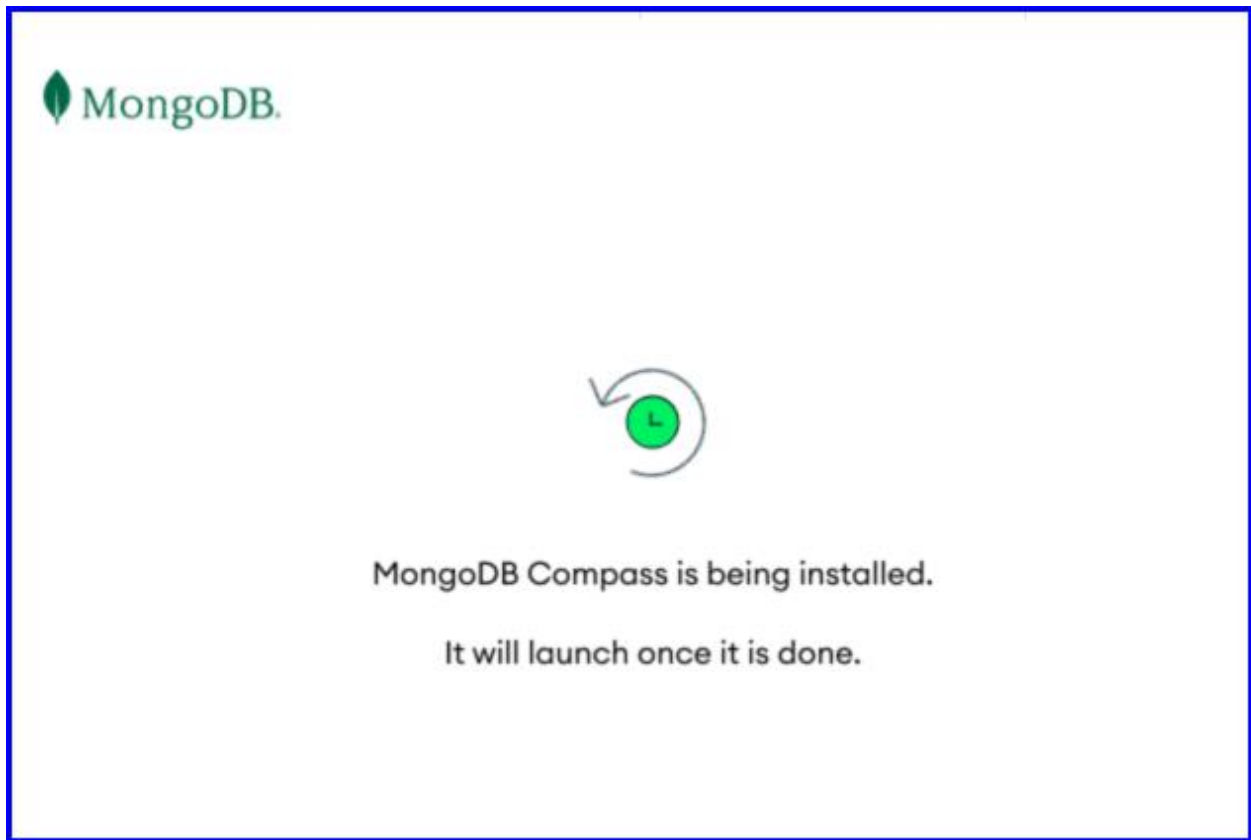 MongoDB.
MongoDB Compass is being installed.
It will launch once it is done.